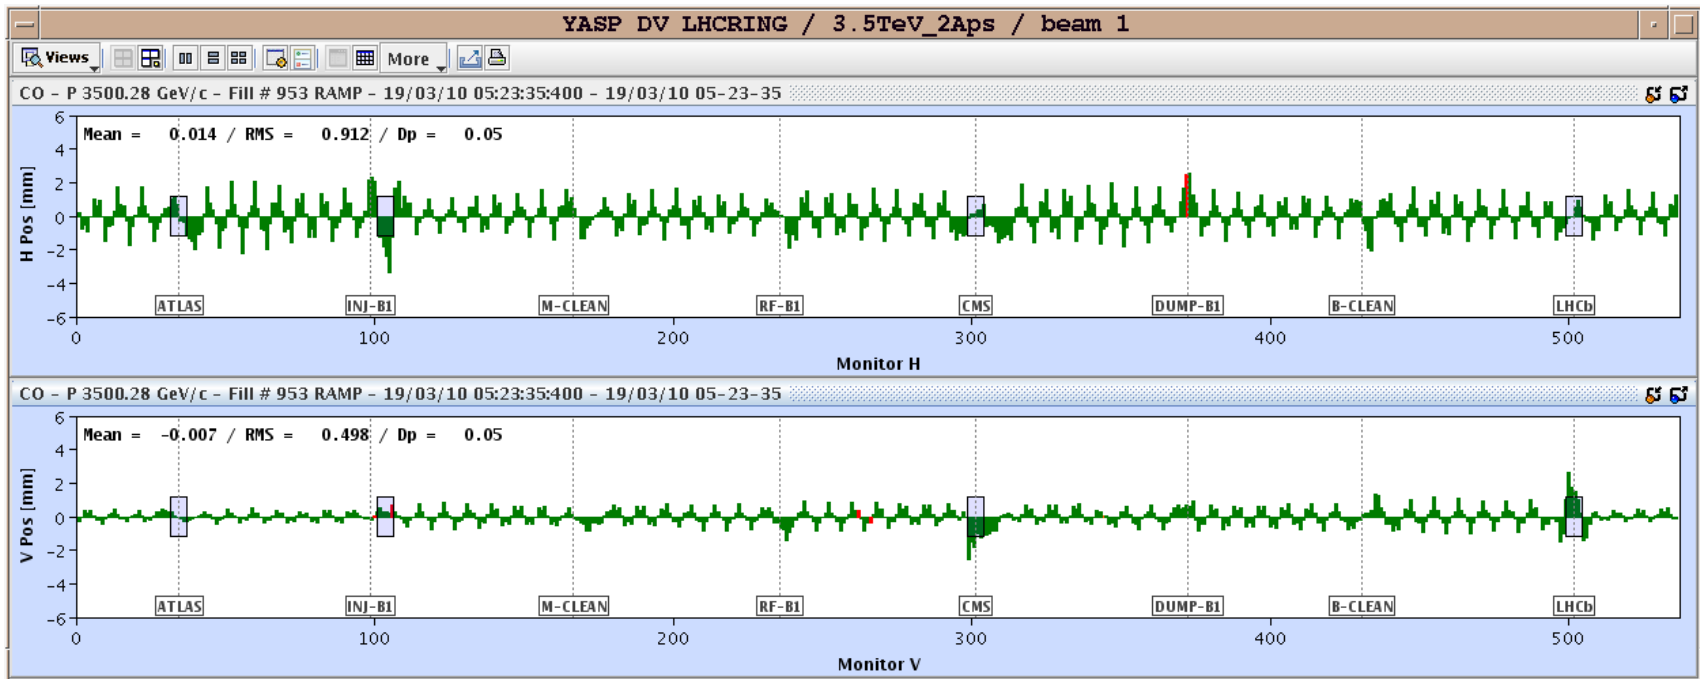 YASP DV LHCRING / 3.5TeV_2Aps / beam 1
Views More
CO - P 3500.28 GeV/c - Fill # 953 RAMP - 19/03/10 05:23:35:400 - 19/03/10 05-23-35
Mean = 0.014 / RMS = 0.912 / Dp = 0.05
H Pos [mm]
6
4
2
0
-2
-4
-6
ATLAS INJ-B1 M-CLEAN RF-B1 CMS DUMP-B1 B-CLEAN LHCb
0 100 200 300 400 500
Monitor H
CO - P 3500.28 GeV/c - Fill # 953 RAMP - 19/03/10 05:23:35:400 - 19/03/10 05-23-35
Mean = -0.007 / RMS = 0.498 / Dp = 0.05
V Pos [mm]
6
4
2
0
-2
-4
-6
ATLAS INJ-B1 M-CLEAN RF-B1 CMS DUMP-B1 B-CLEAN LHCb
0 100 200 300 400 500
Monitor V